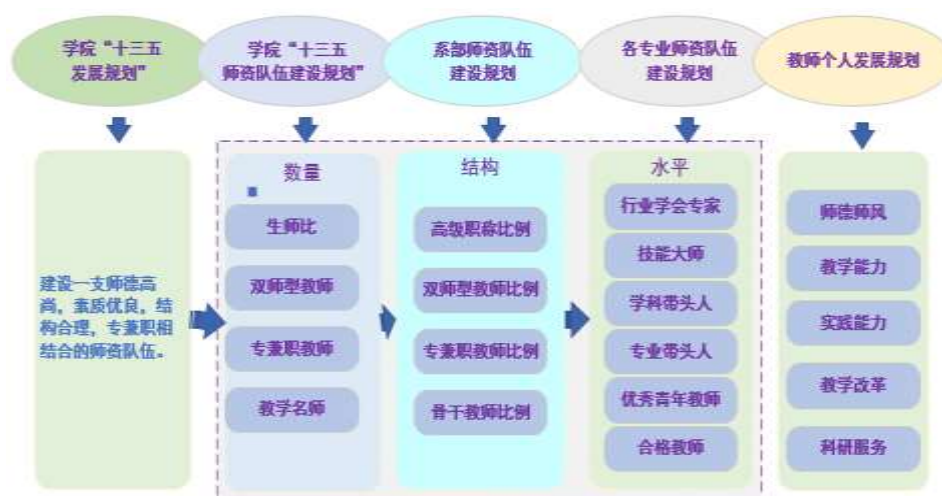 学院“十三五
发展规划”
学院“十三五
师资队伍建设规划”
系部师资队伍
建设规划
各专业师资队伍
建设规划
教师个人发展规划
建设一支师德高
尚，素质优良，结
构合理，专兼职相
结合的师资队伍。
数量
生师比
双师型教师
专兼职教师
教学名师
结构
高级职称比例
双师型教师比例
专兼教师比例
骨干教师比例
水平
行业学会专家
技能大师
学科带头人
专业带头人
优秀青年教师
合格教师
师德师风
教学能力
实践能力
教学改革
科研服务